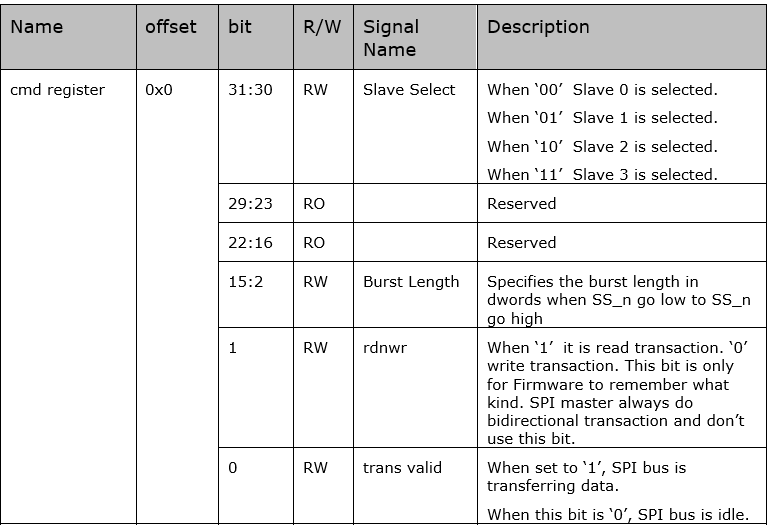 Name offset bit R/W Signal Name Description
cmd register 0x0 31:30 RW Slave Select When ‘00’ Slave 0 is selected.
When ‘01’ Slave 1 is selected.
When ‘10’ Slave 2 is selected.
When ‘11’ Slave 3 is selected.
29:23 RO Reserved
22:16 RO Reserved
15:2 RW Burst Length Specifies the burst length in
dwords when SS_n go low to SS_n
go high
1 RW rdnwr When ‘1’ it is read transaction. ‘0’
write transaction. This bit is only
for Firmware to remember what
kind. SPI master always do
bidirectional transaction and don’t
use this bit.
0 RW trans valid When set to ‘1’, SPI bus is
transferring data.
When this bit is ‘0’, SPI bus is idle.